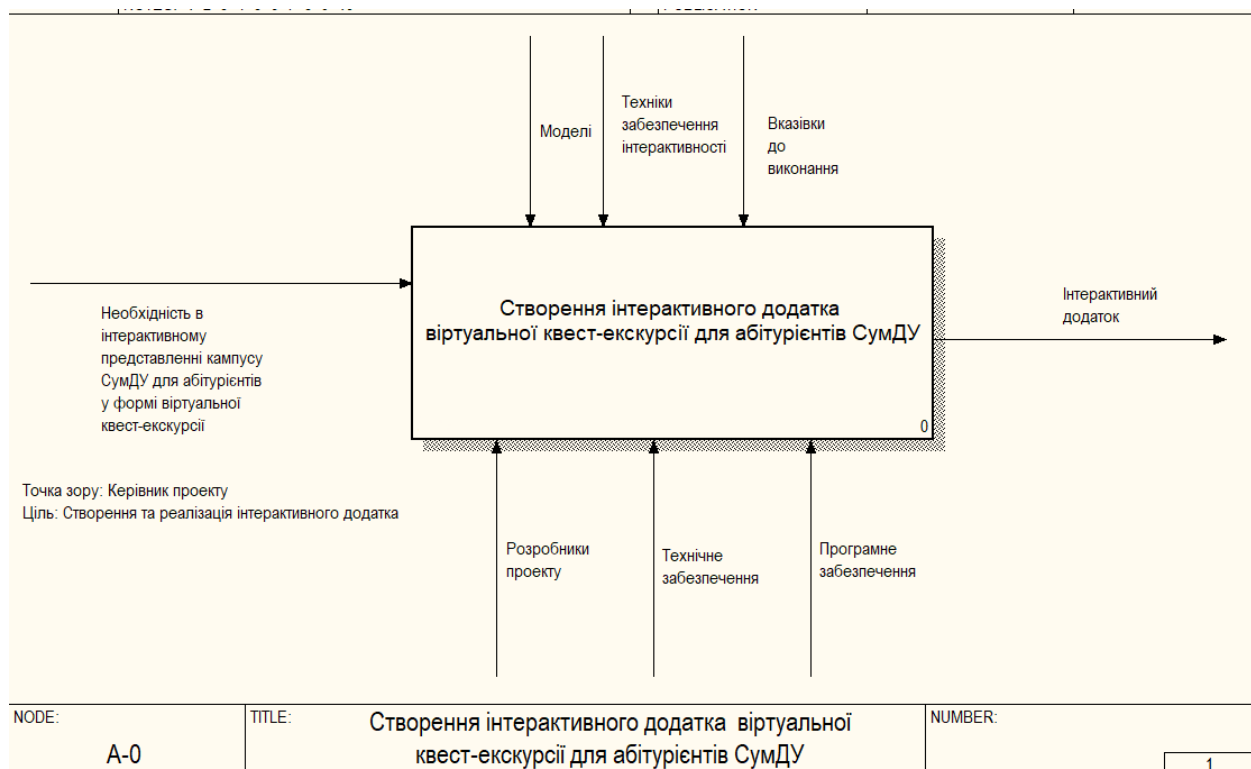 Моделі
Техніки
забезпечення
інтерактивності
Вказівки
до
виконання
Необхідність в
інтерактивному
представленні кампусу
СумДУ для абітурієнтів
у формі віртуальної
квест-екскурсії
Створення інтерактивного додатка
віртуальної квест-екскурсії для абітурієнтів СумДУ
0
Інтерактивний
додаток
Точка зору: Керівник проекту
Ціль: Створення та реалізація інтерактивного додатка
Розробники
проекту
Технічне
забезпечення
Програмне
забезпечення
NODE:
A-0
TITLE:
Створення інтерактивного додатка віртуальної
квест-екскурсії для абітурієнтів СумДУ
NUMBER:
1